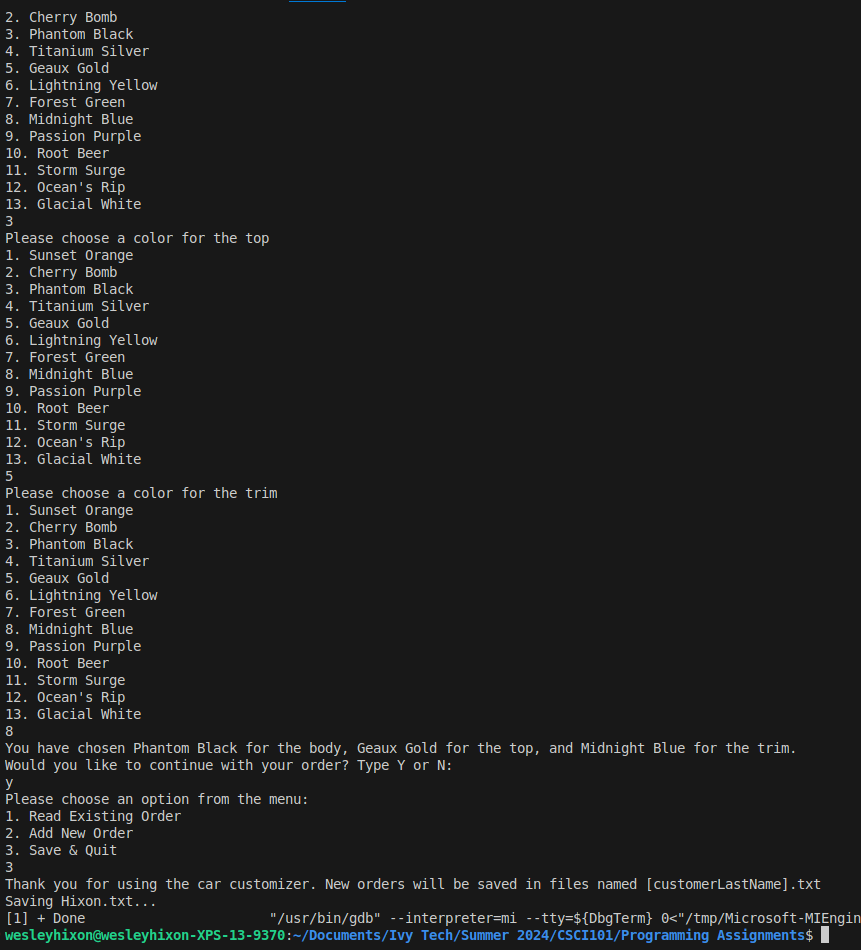 2. Cherry Bomb
3. Phantom Black
4. Titanium Silver
5. Geaux Gold
6. Lightning Yellow
7. Forest Green
8. Midnight Blue
9. Passion Purple
10. Root Beer
11. Storm Surge
12. Ocean's Rip
13. Glacial White
3
Please choose a color for the top
1. Sunset Orange
2. Cherry Bomb
3. Phantom Black
4. Titanium Silver
5. Geaux Gold
6. Lightning Yellow
7. Forest Green
8. Midnight Blue
9. Passion Purple
10. Root Beer
11. Storm Surge
12. Ocean's Rip
13. Glacial White
5
Please choose a color for the trim
1. Sunset Orange
2. Cherry Bomb
3. Phantom Black
4. Titanium Silver
5. Geaux Gold
6. Lightning Yellow
7. Forest Green
8. Midnight Blue
9. Passion Purple
10. Root Beer
11. Storm Surge
12. Ocean's Rip
13. Glacial White
8
You have chosen Phantom Black for the body, Geaux Gold for the top, and Midnight Blue for the trim.
Would you like to continue with your order? Type Y or N:
y
Please choose an option from the menu:
1. Read Existing Order
2. Add New Order
3. Save & Quit
3
Thank you for using the car customizer. New orders will be saved in files named [customerLastName].txt
Saving Hixon.txt...
[1] + Done                       "/usr/bin/gdb" --interpreter=mi --tty=${DbgTerm} 0<"/tmp/Microsoft-MIEngin
wesleyhixon@wesleyhixon-XPS-13-9370:~/Documents/Ivy Tech/Summer 2024/CSCI101/Programming Assignments$